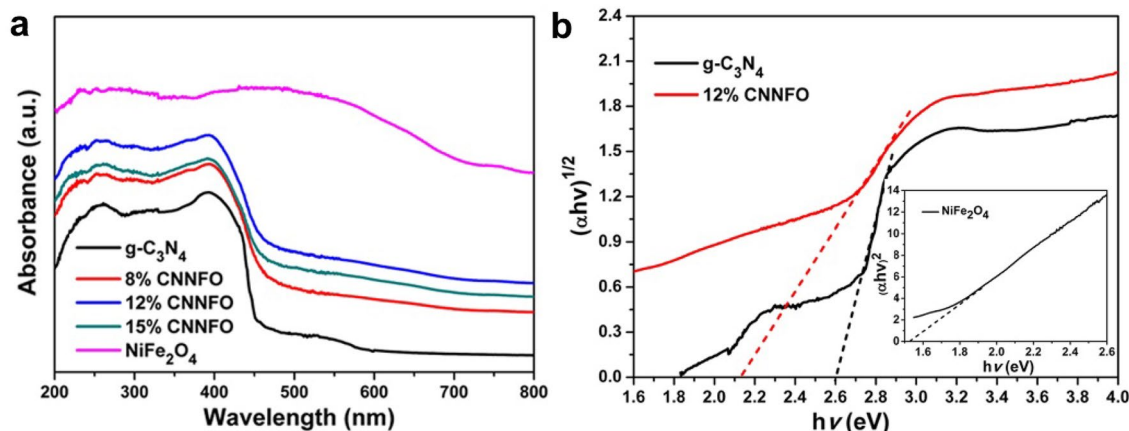 a
Absorbance (a.u.)
g-C₃N₄
8% CNNFO
12% CNNFO
15% CNNFO
NiFe₂O₄
200 300 400 500 600 700 800
Wavelength (nm)
b
(αhν)^1/2
2.4
2.1
1.8
1.5
1.2
0.9
0.6
0.3
0.0
g-C₃N₄
12% CNNFO
1.6 1.8 2.0 2.2 2.4 2.6 2.8 3.0 3.2 3.4 3.6 3.8 4.0
hν (eV)
(αhν)²
14
12
10
8
6
4
2
0
NiFe₂O₄
1.6 1.8 2.0 2.2 2.4 2.6
hν (eV)